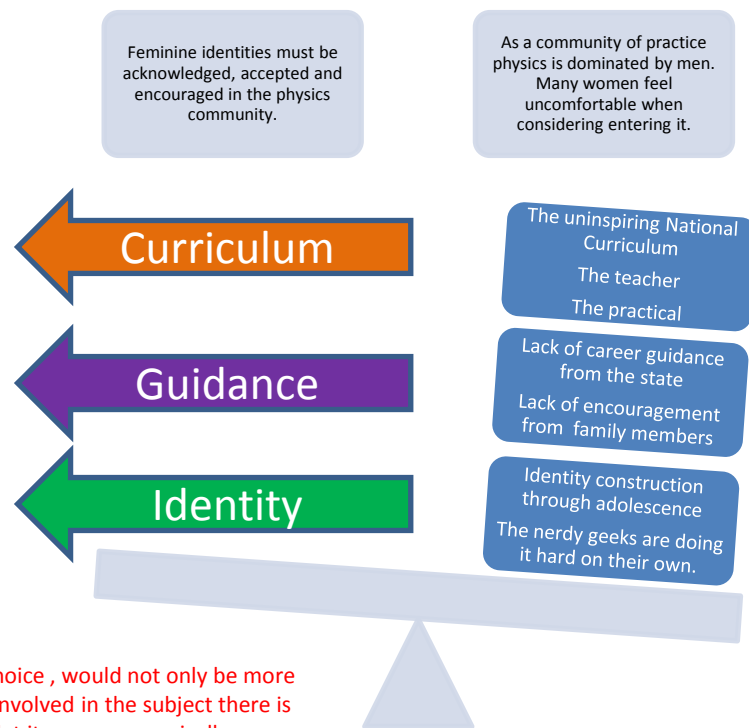 Feminine identities must be
acknowledged, accepted and
encouraged in the physics
community.
As a community of practice
physics is dominated by men.
Many women feel
uncomfortable when
considering entering it.
Curriculum
The uninspiring National
Curriculum
The teacher
The practical
Guidance
Lack of career guidance
from the state
Lack of encouragement
from family members
Identity
Identity construction
through adolescence
The nerdy geeks are doing
it hard on their own.
, would not only be more
in the subject there is